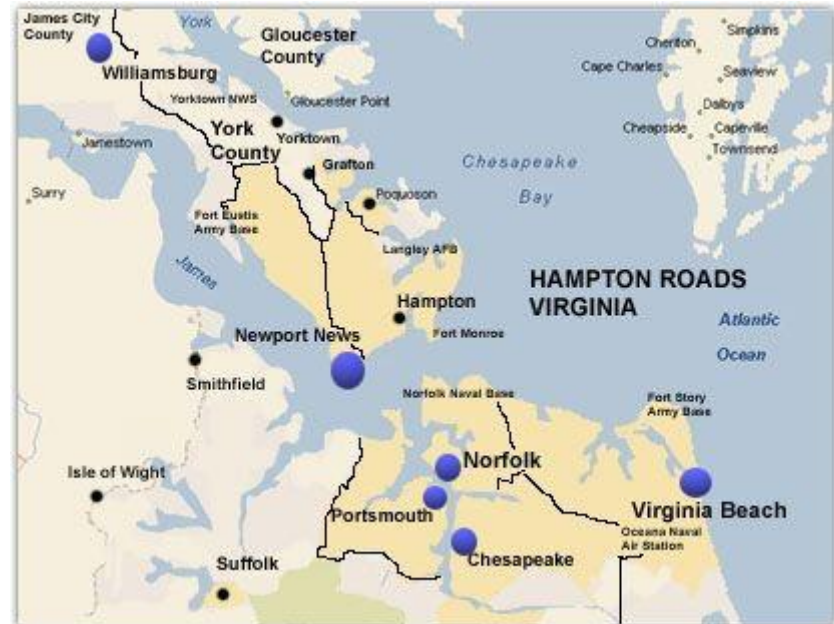 James City
County
York
Gloucester
County
Simpkins
Cheriton
Williamsburg
Cape Charles
Seaview
Yorktown NWS
Gloucester Point
Dalbys
York
County
Yorktown
Cheapside
Capeville
Jamestown
Townsend
Grafton
Chesapeake
Bay
Surry
Poquoson
Fort Eustis
Army Base
Langley AFB
James
HAMPTON ROADS
VIRGINIA
Hampton
Atlantic
Ocean
Newport News
Fort Monroe
Smithfield
Norfolk Naval Base
Fort Story
Army Base
Norfolk
Isle of Wight
Portsmouth
Virginia Beach
Oceana Naval
Air Station
Chesapeake
Suffolk